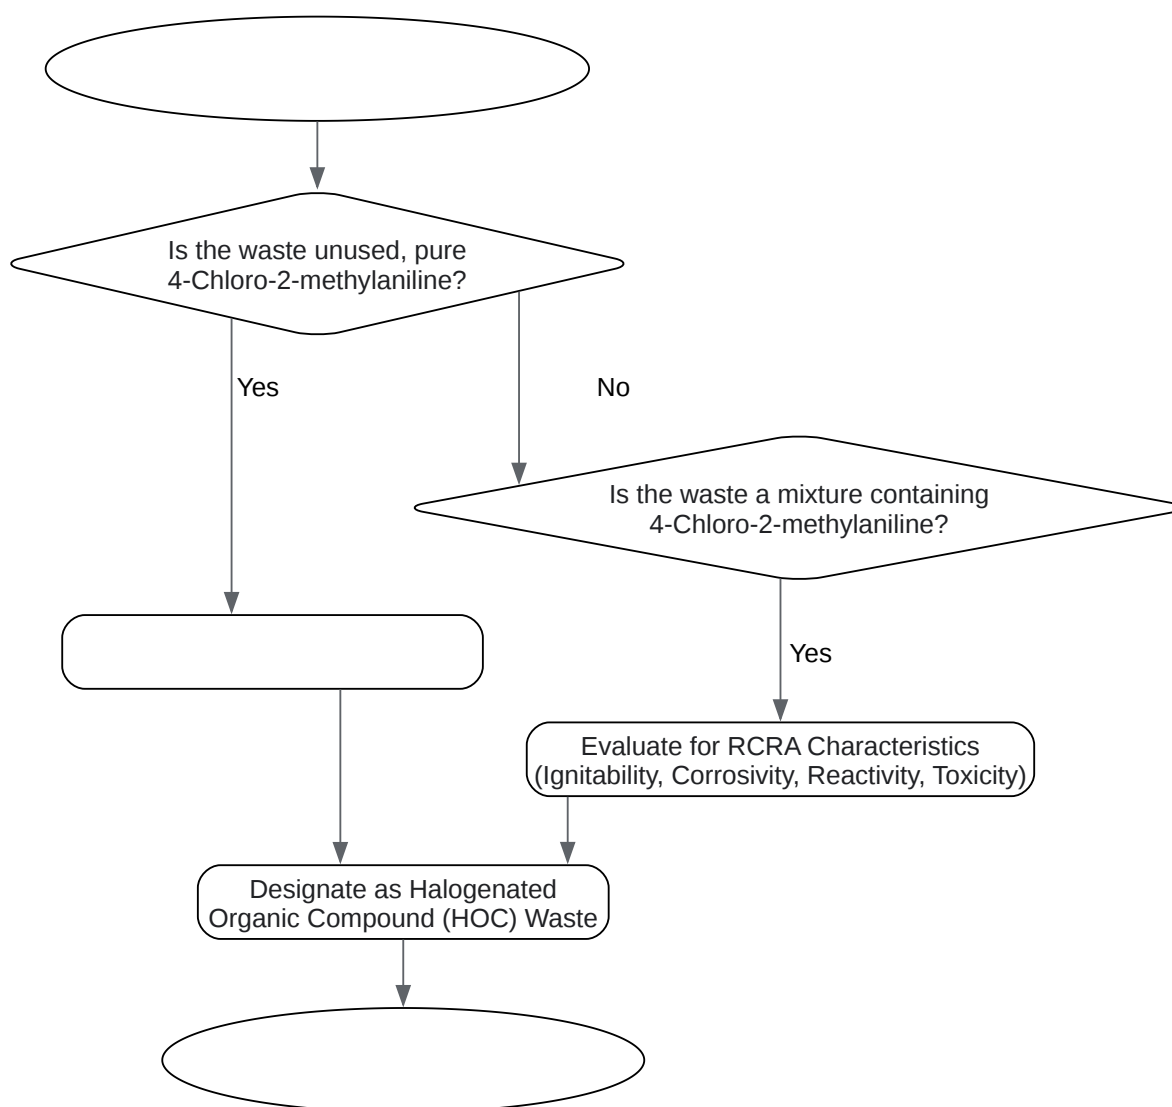 Is the waste unused, pure
4-Chloro-2-methylaniline?
Yes
No
Is the waste a mixture containing
4-Chloro-2-methylaniline?
Yes
Evaluate for RCRA Characteristics
(Ignitability, Corrosivity, Reactivity, Toxicity)
Designate as Halogenated
Organic Compound (HOC) Waste